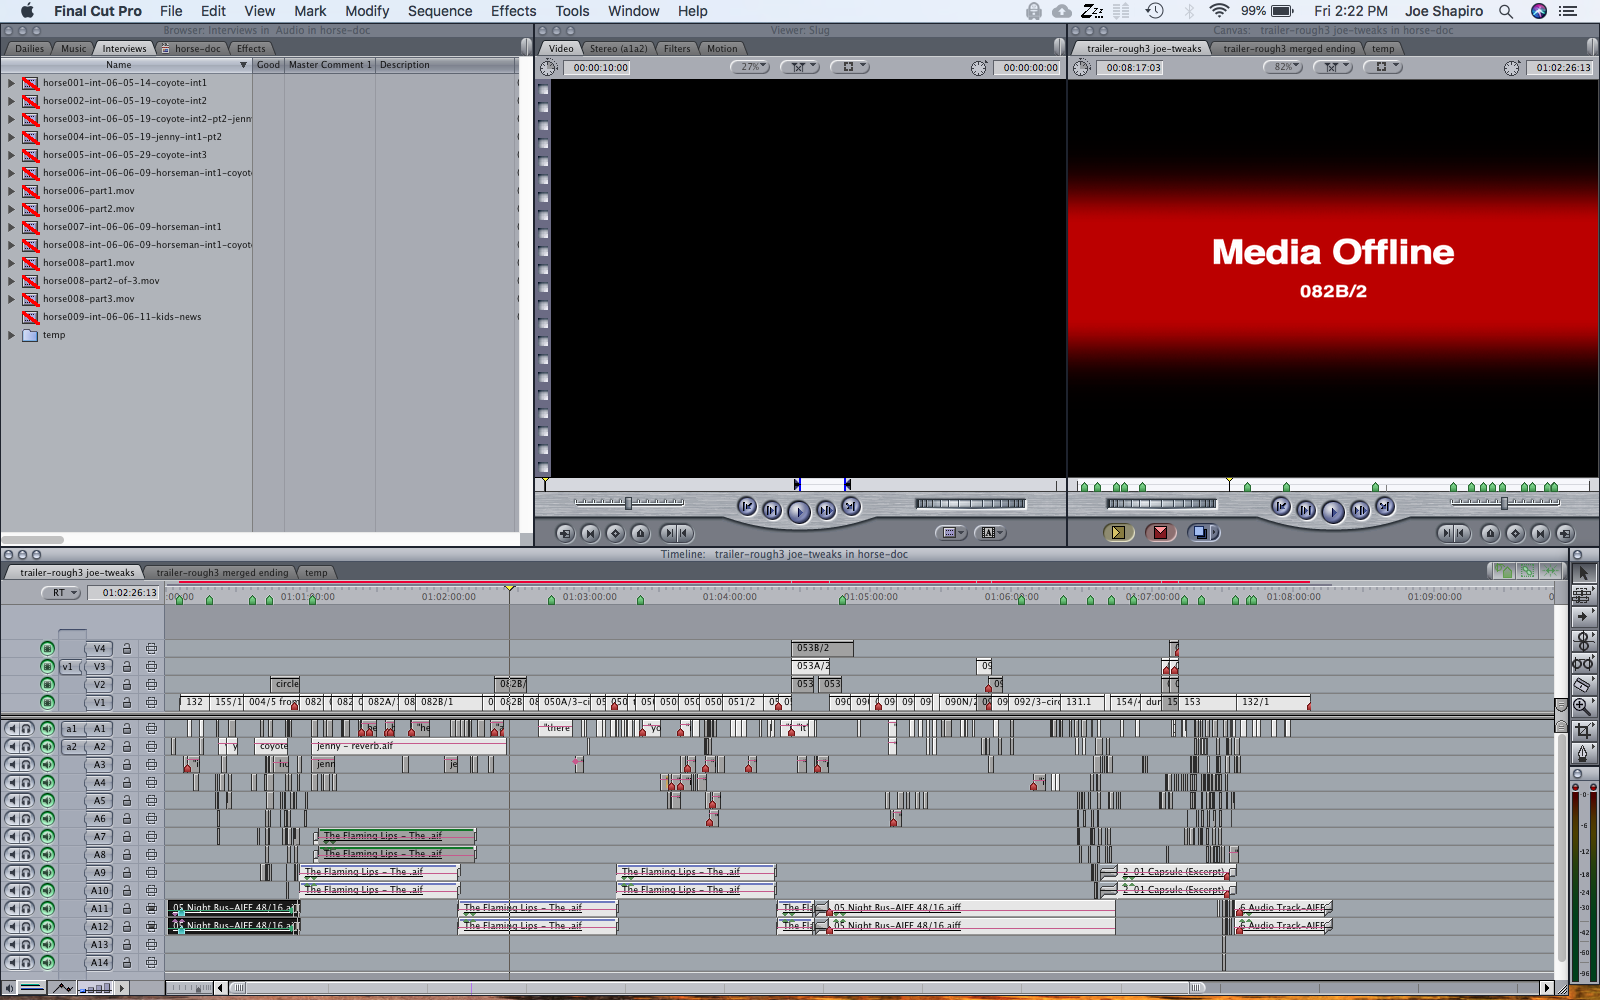 Final Cut Pro File Edit View Mark Modify Sequence Effects Tools Window Help 99% Fri 2:22 PM Joe Shapiro
Browser: Interviews in Audio in horse-doc
Dailies Music Interviews horse-doc Effects
Name Good Master Comment 1 Description
horse001-int-06-05-14-coyote-int1
horse002-int-06-05-19-coyote-int2
horse003-int-06-05-19-coyote-int2-pt2-jenn
horse004-int-06-05-19-jenny-int1-pt2
horse005-int-06-05-29-coyote-int3
horse006-int-06-06-09-horseman-int1-coyot
horse006-part1.mov
horse006-part2.mov
horse007-int-06-06-09-horseman-int1
horse008-int-06-06-09-horseman-int1-coyot
horse008-part1.mov
horse008-part2-of-3.mov
horse008-part3.mov
horse009-int-06-06-11-kids-news
temp
Viewer: Slug
Video Stereo (a1a2) Filters Motion
00:00:10:00 27% 00:00:00:00
Canvas: trailer-rough3 joe-tweaks in horse-doc
trailer-rough3 joe-tweaks trailer-rough3 merged ending temp
00:08:17:03 82% 01:02:26:13
Media Offline
082B/2
Timeline: trailer-rough3 joe-tweaks in horse-doc
trailer-rough3 joe-tweaks trailer-rough3 merged ending temp
RT 01:02:26:13 :00:00 01:01:00:00 01:02:00:00 01:03:00:00 01:04:00:00 01:05:00:00 01:06:00:00 01:07:00:00 01:08:00:00 01:09:00:00
V4 053B/2
v1 V3 053A/2 09
V2 circle 082B/ 053 053 09
V1 132 155/1 004/5 fron 082 082 082A/ 082 082B/1 082B 082 050A/3-ci 05 050 050 050 051/2 090 090 09 09 090N/2 092/3-circ 131.1 154/ dur 15 153 132/1
a1 A1 "he "he "there "yo "it'
a2 A2 y coyote jenny - reverb.aif
A3 jenn je
A4
A5
A6
A7 The Flaming Lips - The .aif
A8 The Flaming Lips - The .aif
A9 The Flaming Lips - The .aif The Flaming Lips - The .aif 2-01 Capsule (Excerpt)
A10 The Flaming Lips - The .aif The Flaming Lips - The .aif 2-01 Capsule (Excerpt)
A11 05 Night Bus-AIFF 48/16.aif The Flaming Lips - The .aif The Fl 05 Night Bus-AIFF 48/16.aiff 6 Audio Track-AIFF
A12 05 Night Bus-AIFF 48/16.aif The Flaming Lips - The .aif The Fl 05 Night Bus-AIFF 48/16.aiff 6 Audio Track-AIFF
A13
A14
0
-6
-12
-18
-24
-30
-42
-60
-96